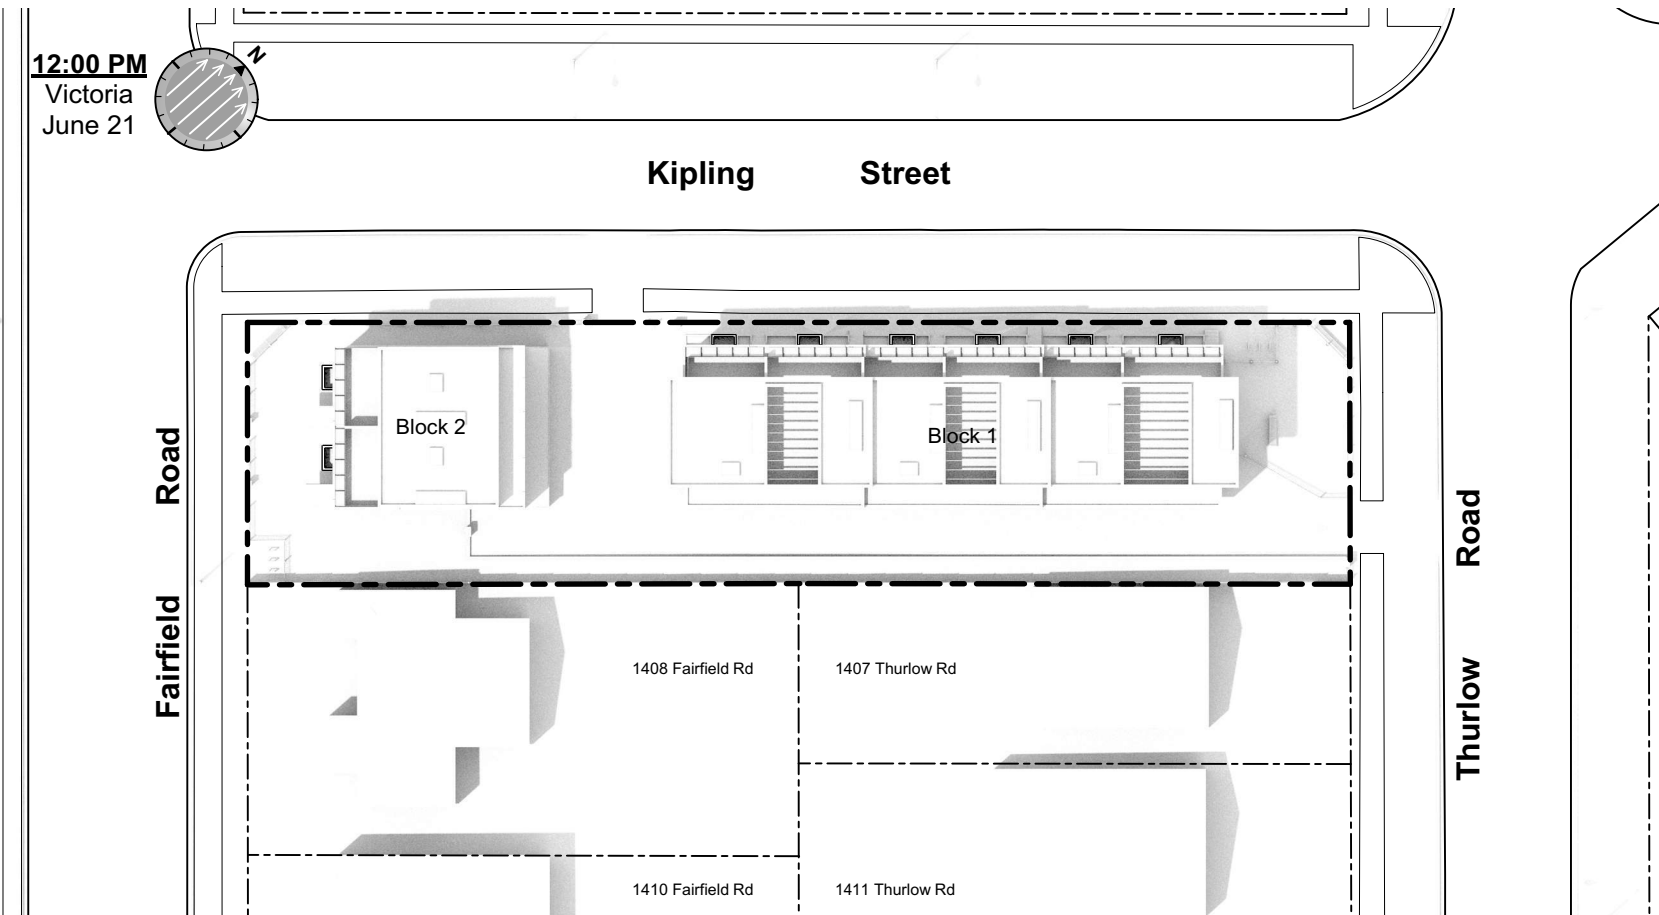 N
12:00 PM
Victoria
June 21
Kipling Street
Block 2
Block 1
Fairfield Road
Thurlow Road
1408 Fairfield Rd
1407 Thurlow Rd
1410 Fairfield Rd
1411 Thurlow Rd